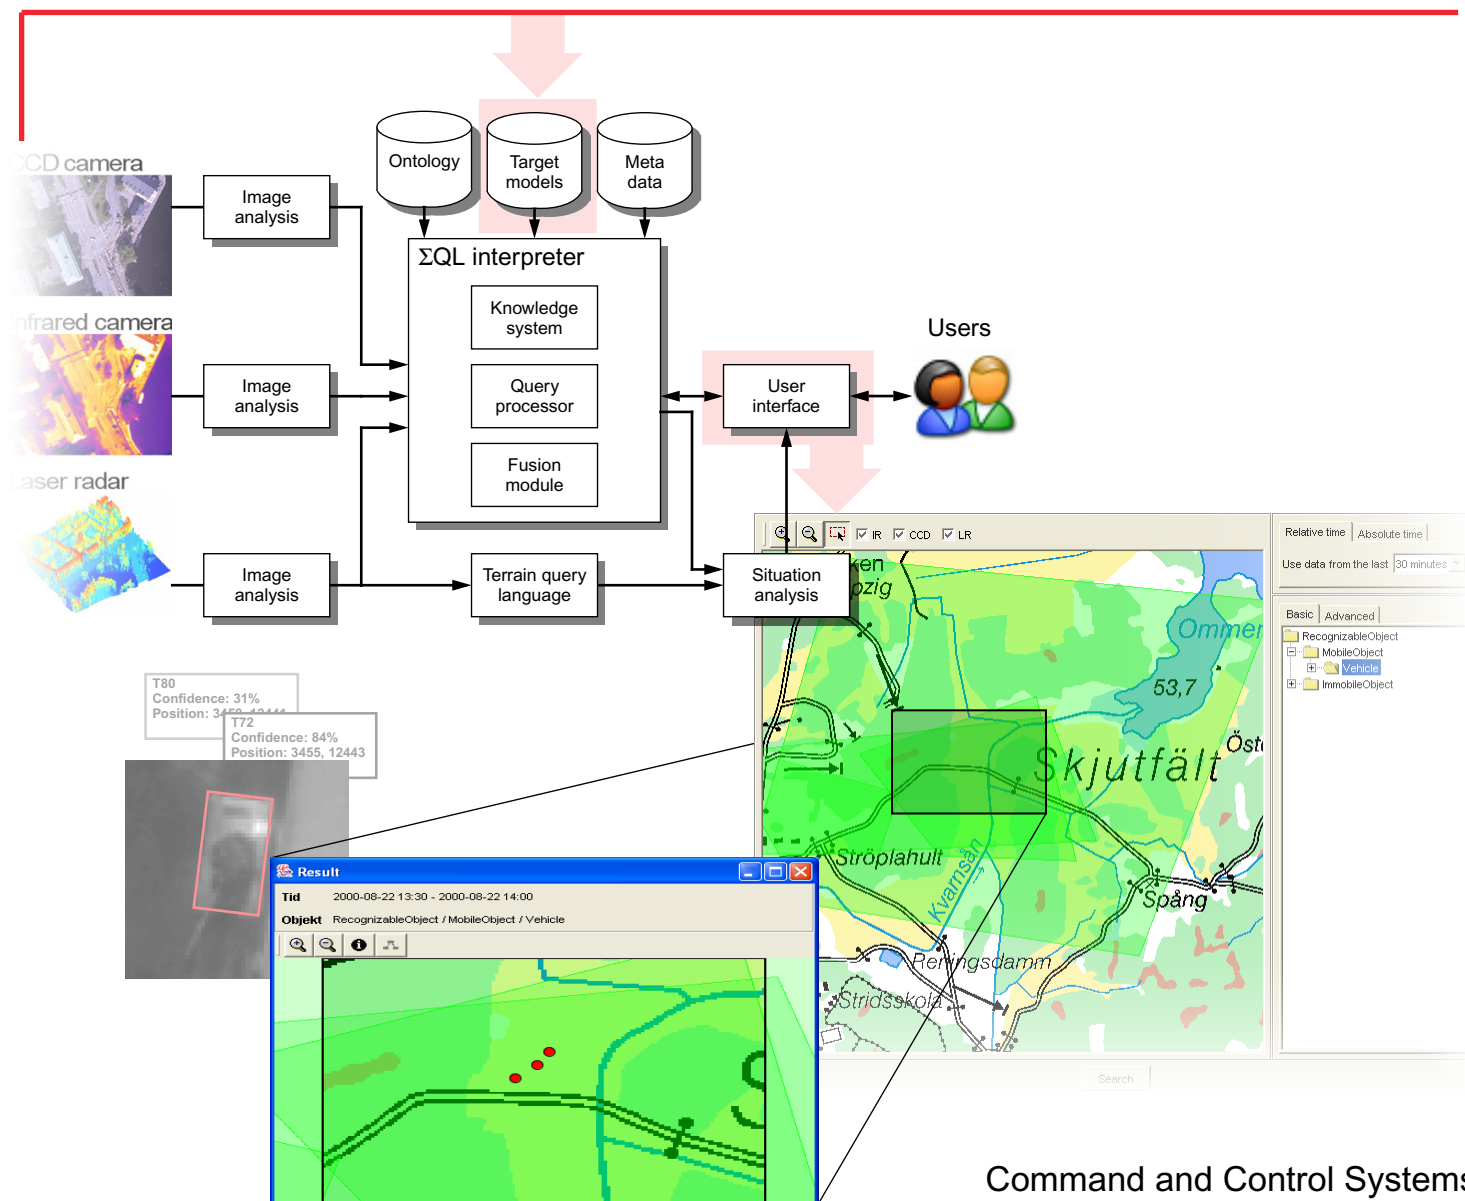 CCD camera
Image
analysis
Ontology
Target
models
Meta
data
ΣQL interpreter
Knowledge
system
Query
processor
Fusion
module
Infrared camera
Image
analysis
User
interface
Users
Laser radar
Image
analysis
Terrain query
language
Situation
analysis
IR CCD LR
Relative time Absolute time
Use data from the last 30 minutes
Basic Advanced
RecognizableObject
MobileObject
Vehicle
ImmobileObject
53,7
Skjutfält
Ströplahult
Kvarnsån
Spång
Reningsdamm
Stridsskola
Search
T80
Confidence: 31%
Position:
T72
Confidence: 84%
Position: 3455, 12443
Result
Tid 2000-08-22 13:30 - 2000-08-22 14:00
Objekt RecognizableObject / MobileObject / Vehicle
Command and Control Systems